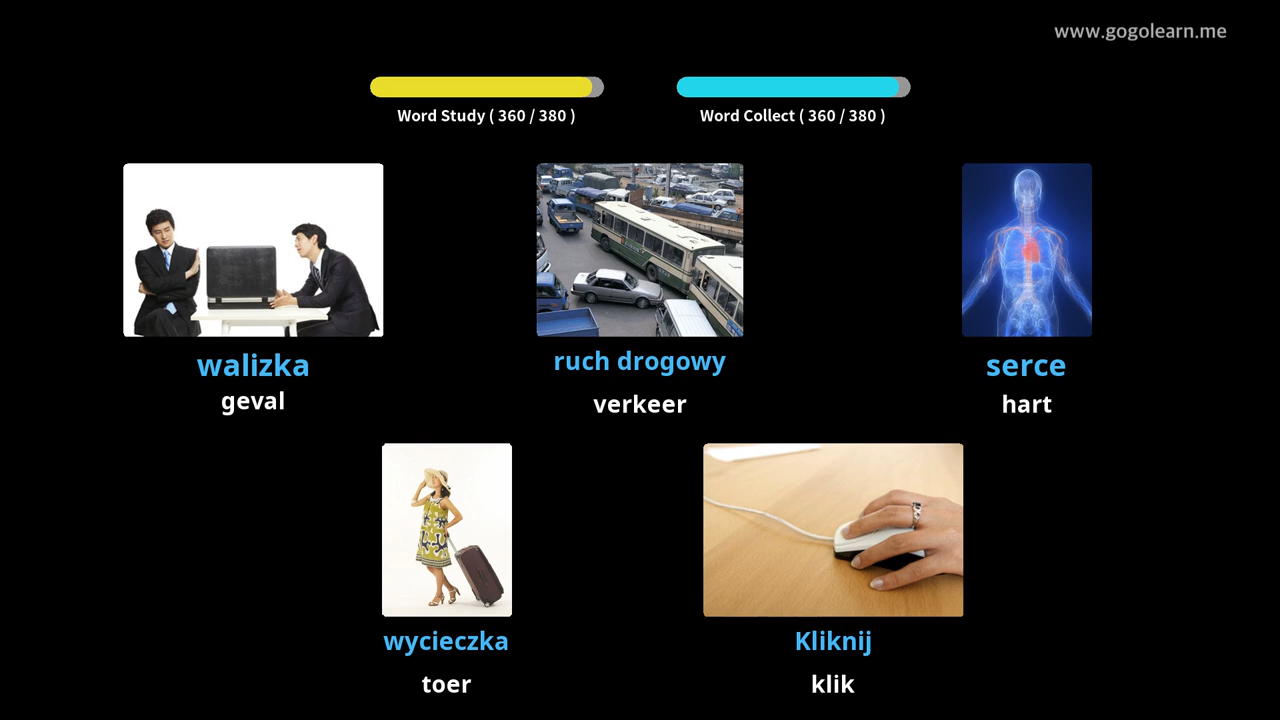 www.gogolearn.me
Word Study ( 360 / 380 )
Word Collect ( 360 / 380 )
walizka
geval
ruch drogowy
verkeer
serce
hart
wycieczka
toer
Kliknij
klik